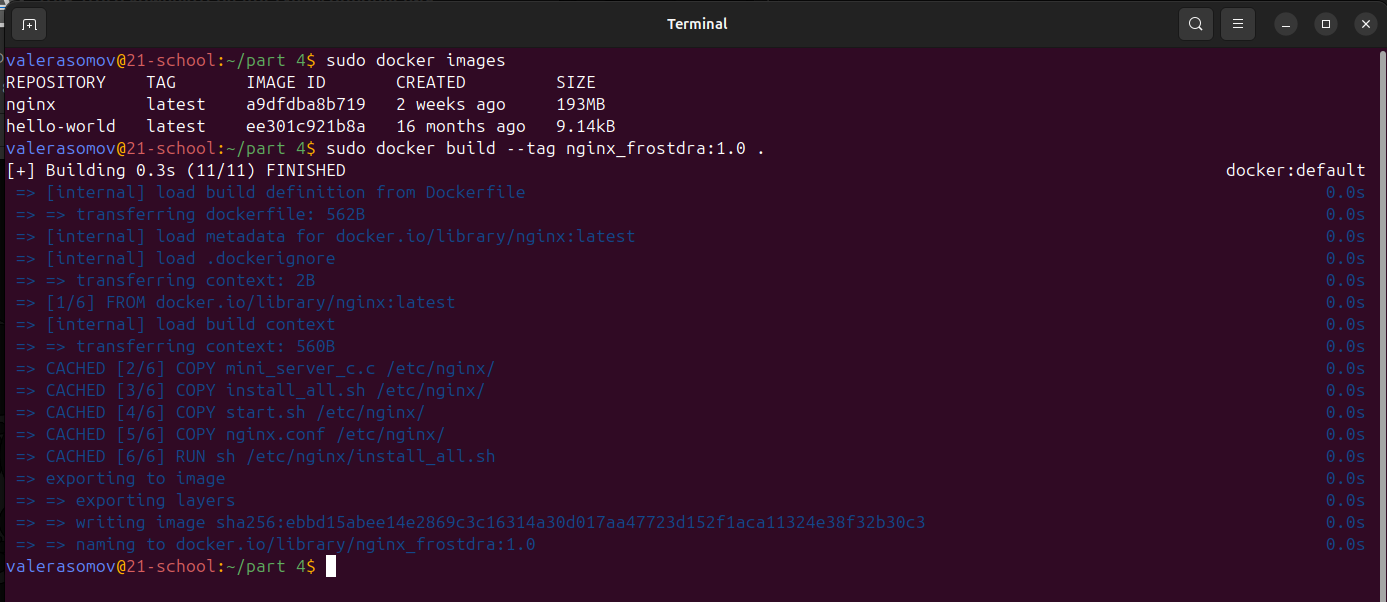 Terminal
valerasomov@21-school:~/part 4$ sudo docker images
REPOSITORY    TAG       IMAGE ID       CREATED         SIZE
nginx         latest    a9dfdba8b719   2 weeks ago     193MB
hello-world   latest    ee301c921b8a   16 months ago   9.14kB
valerasomov@21-school:~/part 4$ sudo docker build --tag nginx_frostdra:1.0 .
[+] Building 0.3s (11/11) FINISHED docker:default
=> [internal] load build definition from Dockerfile 0.0s
=> => transferring dockerfile: 562B 0.0s
=> [internal] load metadata for docker.io/library/nginx:latest 0.0s
=> [internal] load .dockerignore 0.0s
=> => transferring context: 2B 0.0s
=> [1/6] FROM docker.io/library/nginx:latest 0.0s
=> [internal] load build context 0.0s
=> => transferring context: 560B 0.0s
=> CACHED [2/6] COPY mini_server_c.c /etc/nginx/ 0.0s
=> CACHED [3/6] COPY install_all.sh /etc/nginx/ 0.0s
=> CACHED [4/6] COPY start.sh /etc/nginx/ 0.0s
=> CACHED [5/6] COPY nginx.conf /etc/nginx/ 0.0s
=> CACHED [6/6] RUN sh /etc/nginx/install_all.sh 0.0s
=> exporting to image 0.0s
=> => exporting layers 0.0s
=> => writing image sha256:ebbd15abee14e2869c3c16314a30d017aa47723d152f1aca11324e38f32b30c3 0.0s
=> => naming to docker.io/library/nginx_frostdra:1.0 0.0s
valerasomov@21-school:~/part 4$